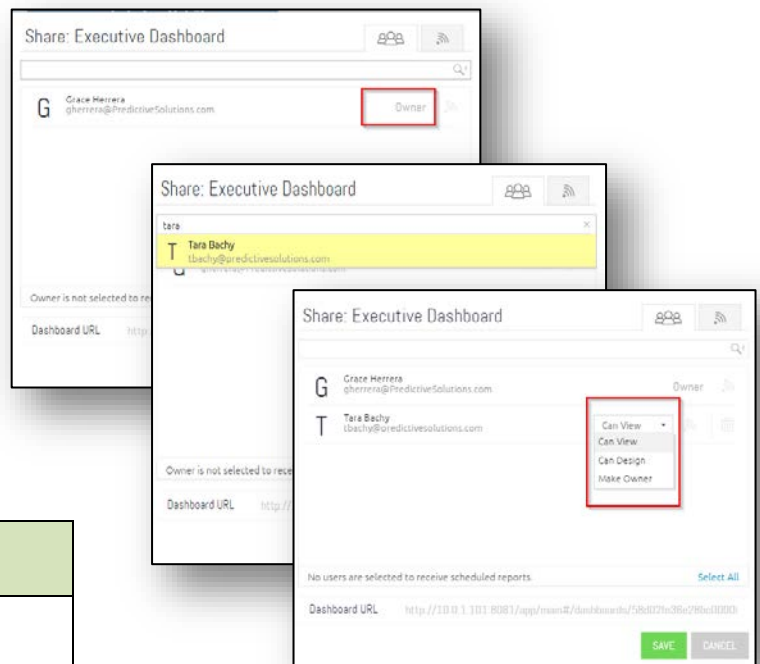 Share: Executive Dashboard
G
Grace Herrera
gherrera@PredictiveSolutions.com
Owner
Owner is not selected to re
Dashboard URL http
Share: Executive Dashboard
tara
T
Tara Bachy
tbachy@predictivesolutions.com
Owner is not selected to rece
Dashboard URL http://
Share: Executive Dashboard
G
Grace Herrera
gherrera@PredictiveSolutions.com
Owner
T
Tara Bachy
tbachy@predictivesolutions.com
Can View
Can View
Can Design
Make Owner
No users are selected to receive scheduled reports.
Select All
Dashboard URL
SAVE CANCEL